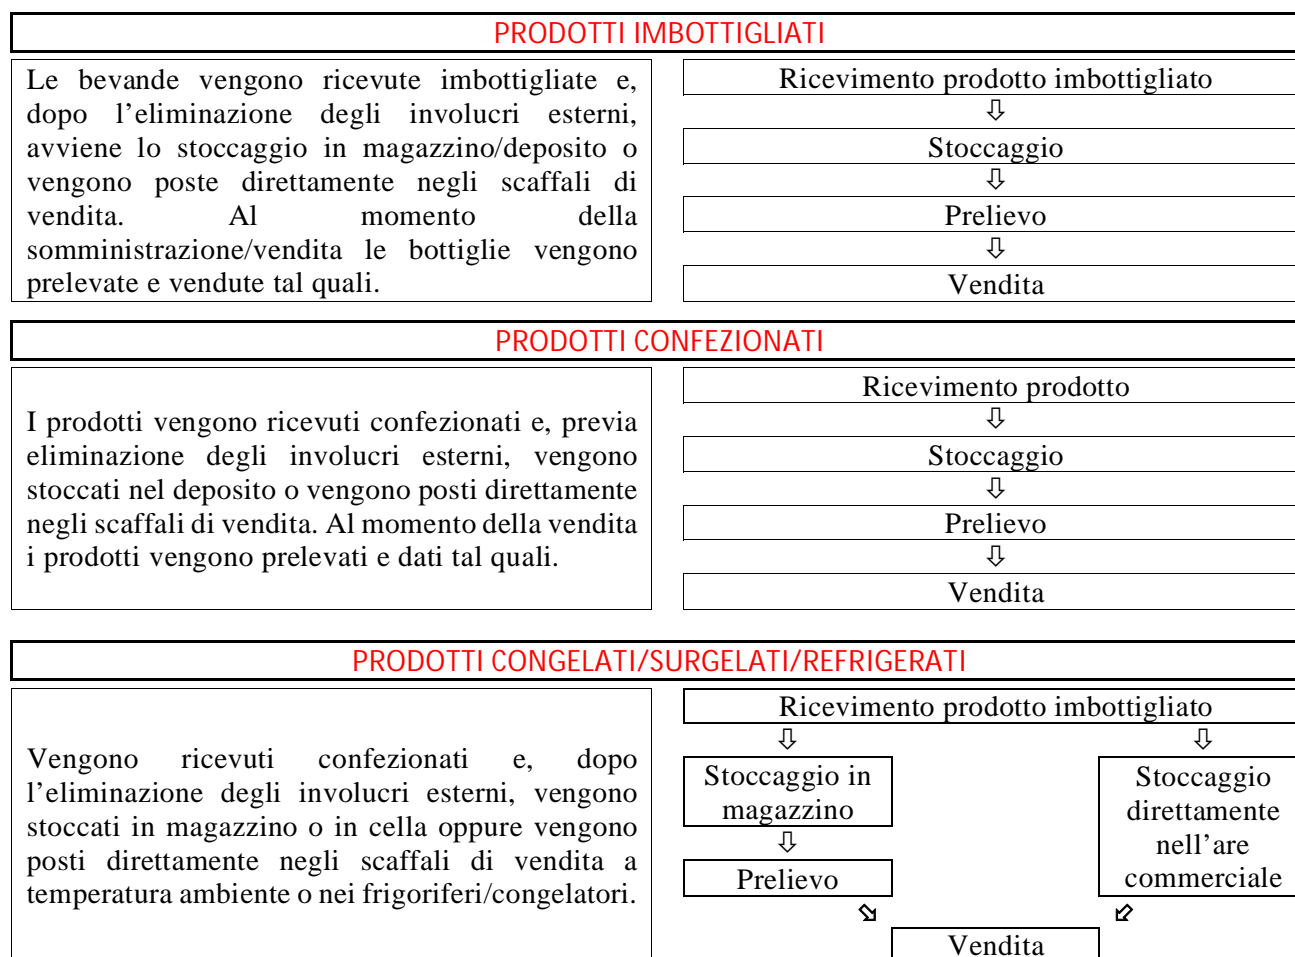 PRODOTTI IMBOTTIGLIATI
Le bevande vengono ricevute imbottigliate e,
dopo l’eliminazione degli involucri esterni,
avviene lo stoccaggio in magazzino/deposito o
vengono poste direttamente negli scaffali di
vendita. Al momento della
somministrazione/vendita le bottiglie vengono
prelevate e vendute tal quali.
Ricevimento prodotto imbottigliato
⇩
Stoccaggio
⇩
Prelievo
⇩
Vendita
PRODOTTI CONFEZIONATI
I prodotti vengono ricevuti confezionati e, previa
eliminazione degli involucri esterni, vengono
stoccati nel deposito o vengono posti direttamente
negli scaffali di vendita. Al momento della vendita
i prodotti vengono prelevati e dati tal quali.
Ricevimento prodotto
⇩
Stoccaggio
⇩
Prelievo
⇩
Vendita
PRODOTTI CONGELATI/SURGELATI/REFRIGERATI
Vengono ricevuti confezionati e, dopo
l’eliminazione degli involucri esterni, vengono
stoccati in magazzino o in cella oppure vengono
posti direttamente negli scaffali di vendita a
temperatura ambiente o nei frigoriferi/congelatori.
Ricevimento prodotto imbottigliato
⇩ ⇩
Stoccaggio in
magazzino
⇩
Prelievo
Stoccaggio
direttamente
nell’are
commerciale
Vendita